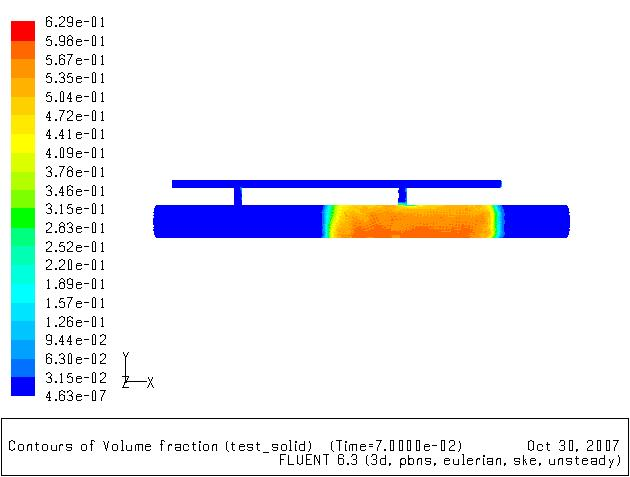 6.29e-01
5.98e-01
5.67e-01
5.35e-01
5.04e-01
4.72e-01
4.41e-01
4.09e-01
3.78e-01
3.46e-01
3.15e-01
2.83e-01
2.52e-01
2.20e-01
1.89e-01
1.57e-01
1.26e-01
9.44e-02
6.30e-02
3.15e-02
4.63e-07
Y
Z X
Contours of Volume fraction (test_solid) (Time=7.0000e-02) Oct 30, 2007
FLUENT 6.3 (3d, pbns, eulerian, ske, unsteady)